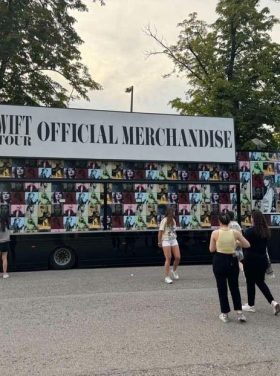 WIFT OFFICIAL MERCHANDISE
TOUR